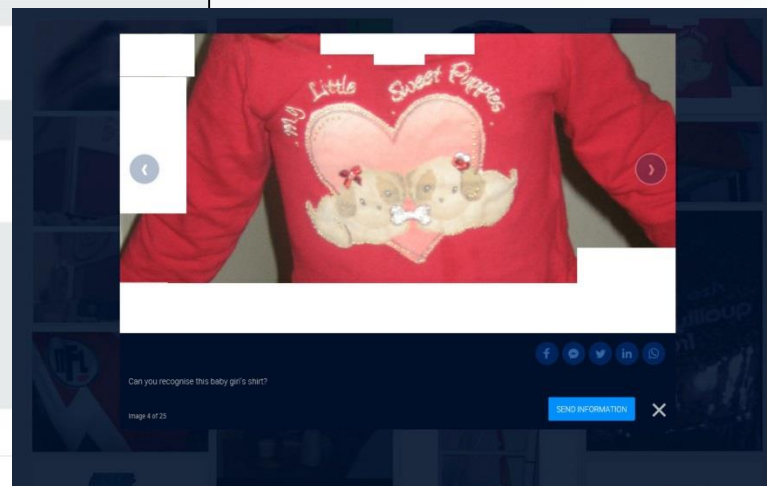 My Little Sweet Puppies.
Can you recognise this baby girl's shirt?
SEND INFORMATION
Image 4 of 25